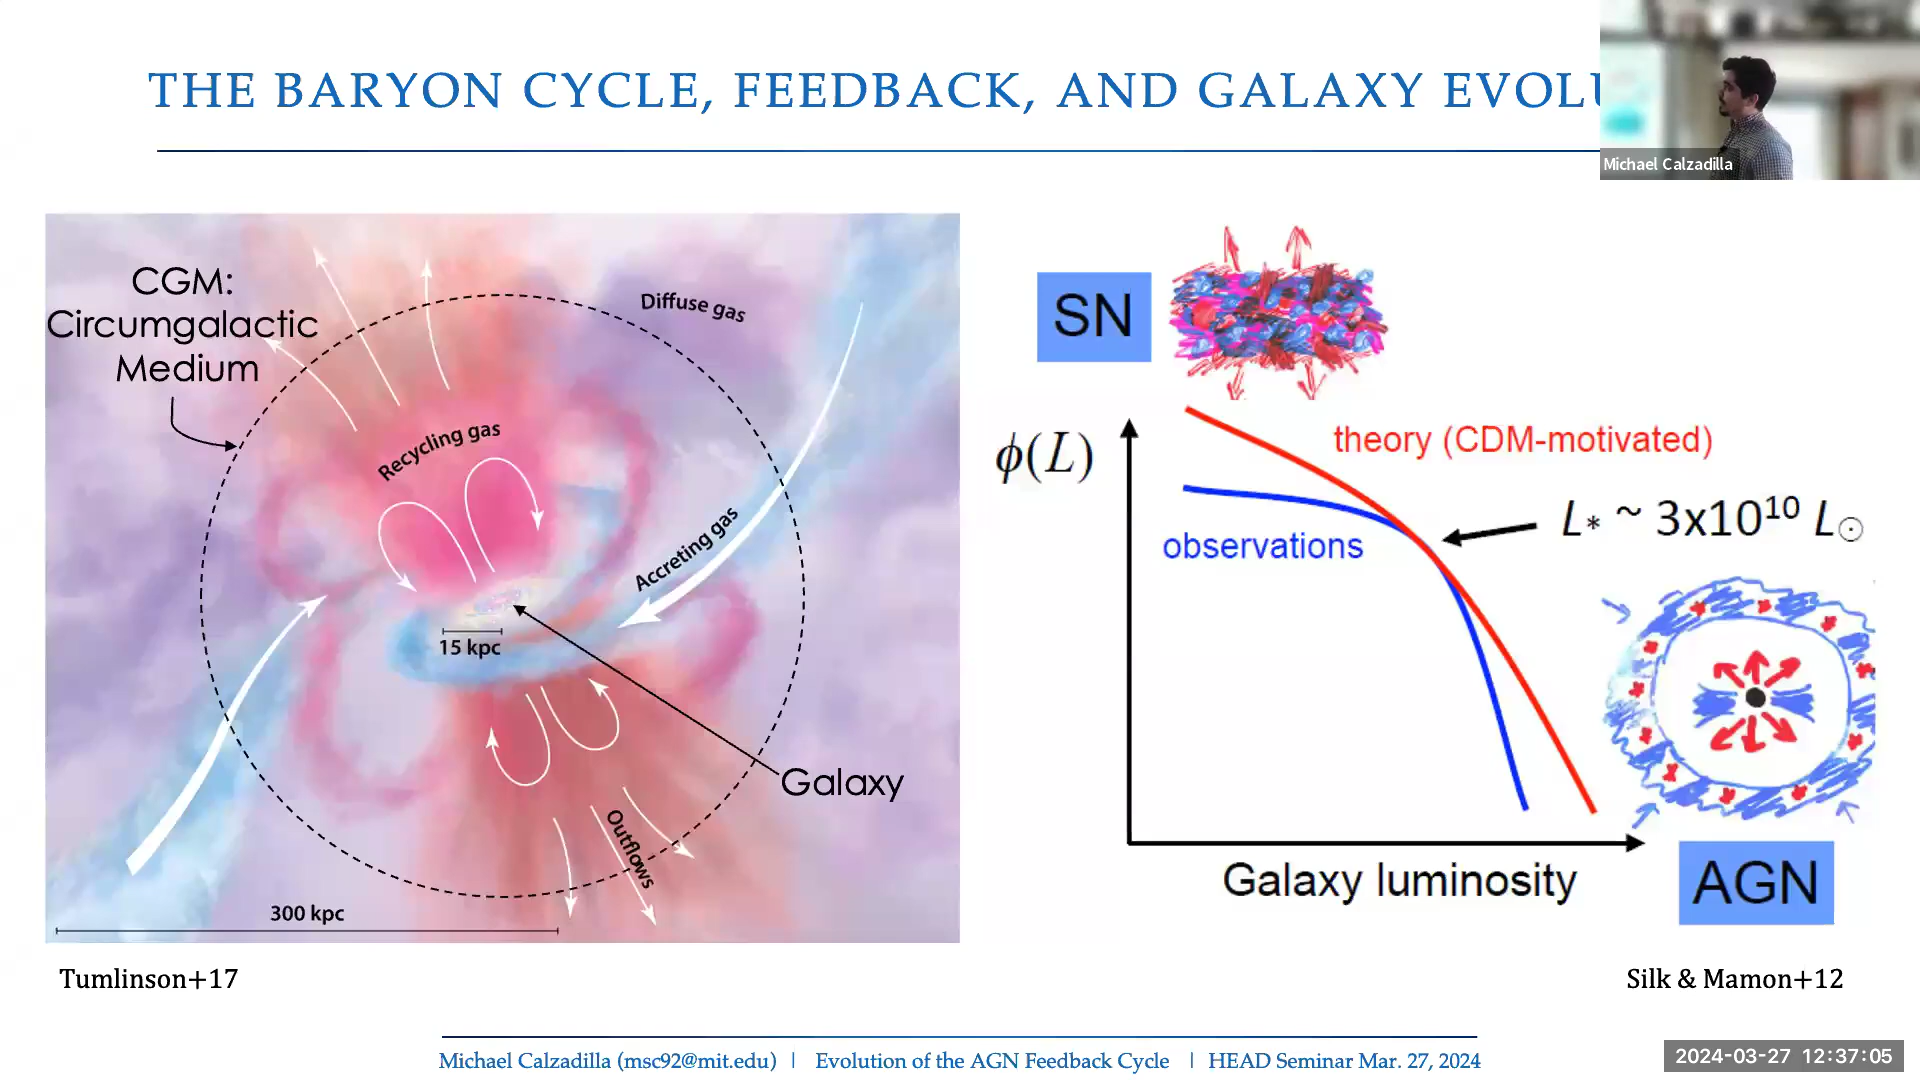 THE BARYON CYCLE, FEEDBACK, AND GALAXY EVOLU
Michael Calzadilla
CGM:
Circumgalactic
Medium
Diffuse gas
Recycling gas
Accreting gas
15 kpc
Galaxy
Outflows
300 kpc
Tumlinson+17
SN
ϕ(L)
theory (CDM-motivated)
L* ~ 3x10¹⁰ L☉
observations
Galaxy luminosity
AGN
Silk & Mamon+12
Michael Calzadilla (msc92@mit.edu) | Evolution of the AGN Feedback Cycle | HEAD Seminar Mar. 27, 2024
2024-03-27 12:37:05